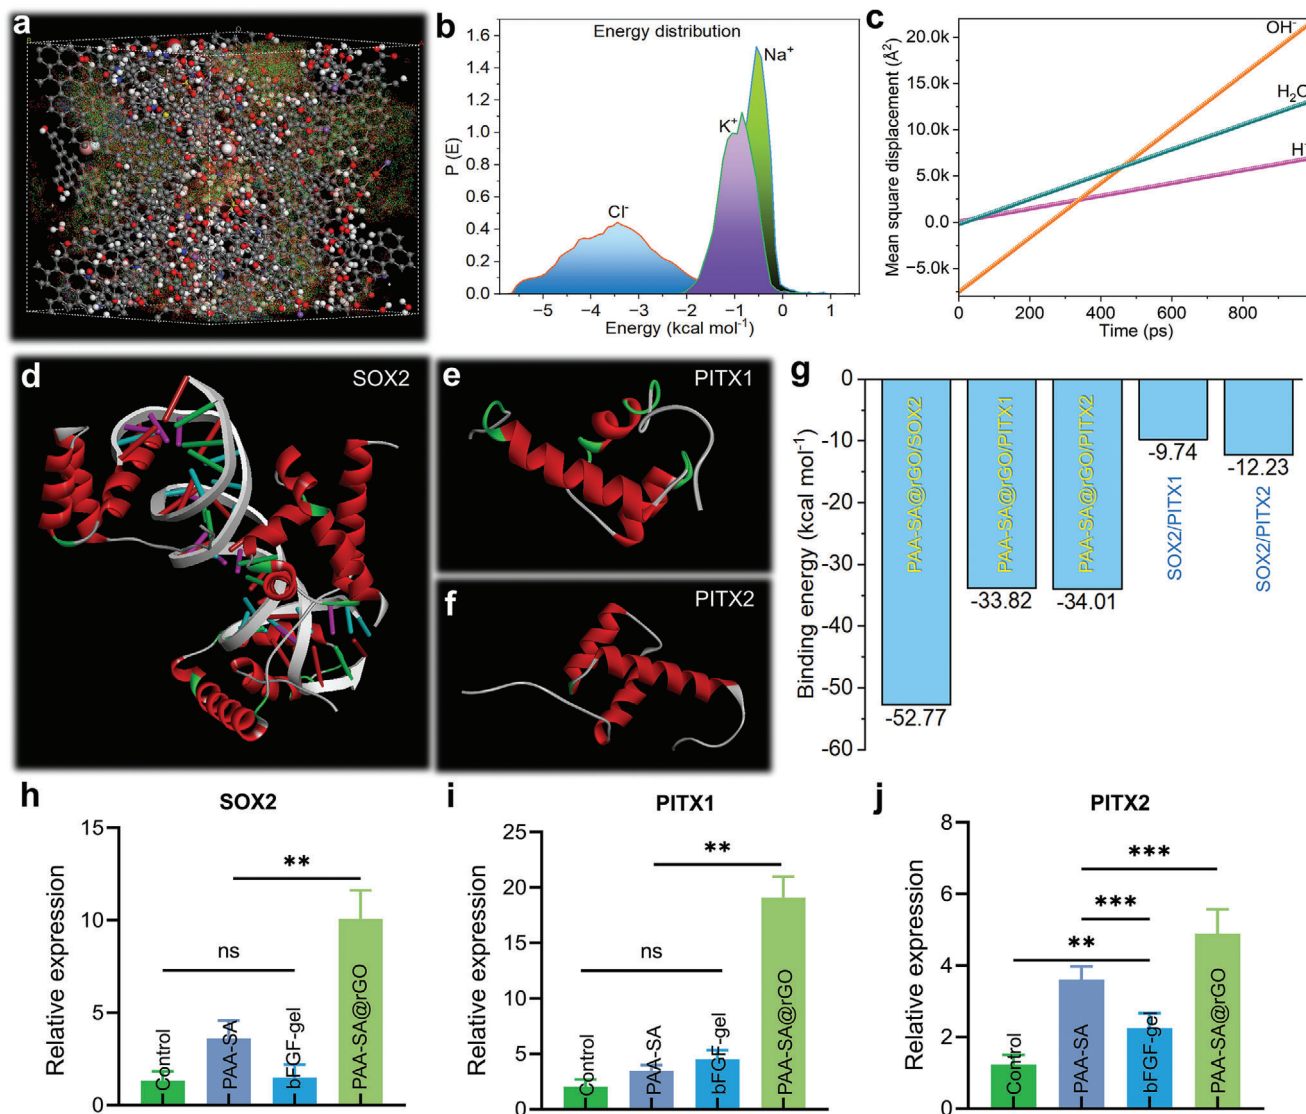 a
b
Energy distribution
P (E)
1.6
1.4
1.2
1.0
0.8
0.6
0.4
0.2
0.0
Na⁺
K⁺
Cl⁻
−5
−4
−3
−2
−1
0
1
Energy (kcal mol⁻¹)
c
Mean square displacement (Å²)
20.0k
15.0k
10.0k
5.0k
0.0
−5.0k
OH⁻
H₂O
0
200
400
600
800
Time (ps)
d
SOX2
e
PITX1
f
PITX2
g
Binding energy (kcal mol⁻¹)
0
-10
-20
-30
-40
-50
-60
PAA-SA@rGO/SOX2
-52.77
PAA-SA@rGO/PITX1
-33.82
PAA-SA@rGO/PITX2
-34.01
-9.74
SOX2/PITX1
-12.23
SOX2/PITX2
h
SOX2
Relative expression
15
10
5
0
**
ns
Control
PAA-SA
bFGF-gel
PAA-SA@rGO
i
PITX1
Relative expression
25
20
15
10
5
0
**
ns
Control
PAA-SA
bFGF-gel
PAA-SA@rGO
j
PITX2
Relative expression
8
6
4
2
0
***
***
**
Control
PAA-SA
bFGF-gel
PAA-SA@rGO